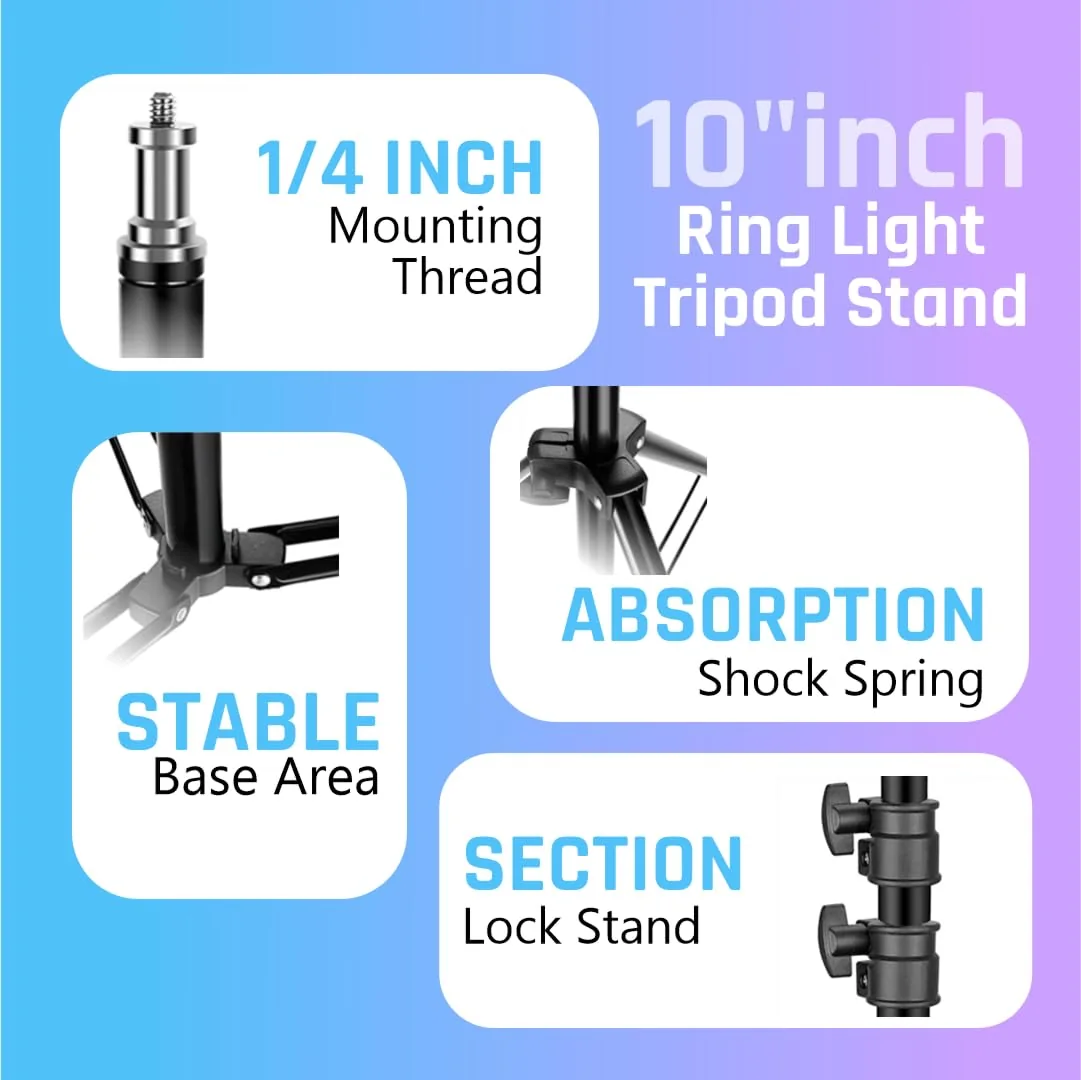 1/4 INCH
Mounting
Thread
10"inch
Ring Light
Tripod Stand
ABSORPTION
Shock Spring
STABLE
Base Area
SECTION
Lock Stand